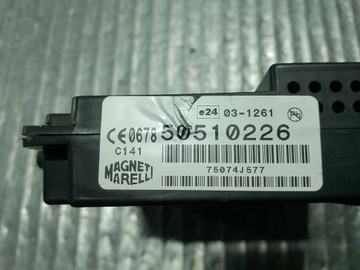 e24 03-1261
CE0678 50510226
C141
MAGNETI
MARELLI
75074J577